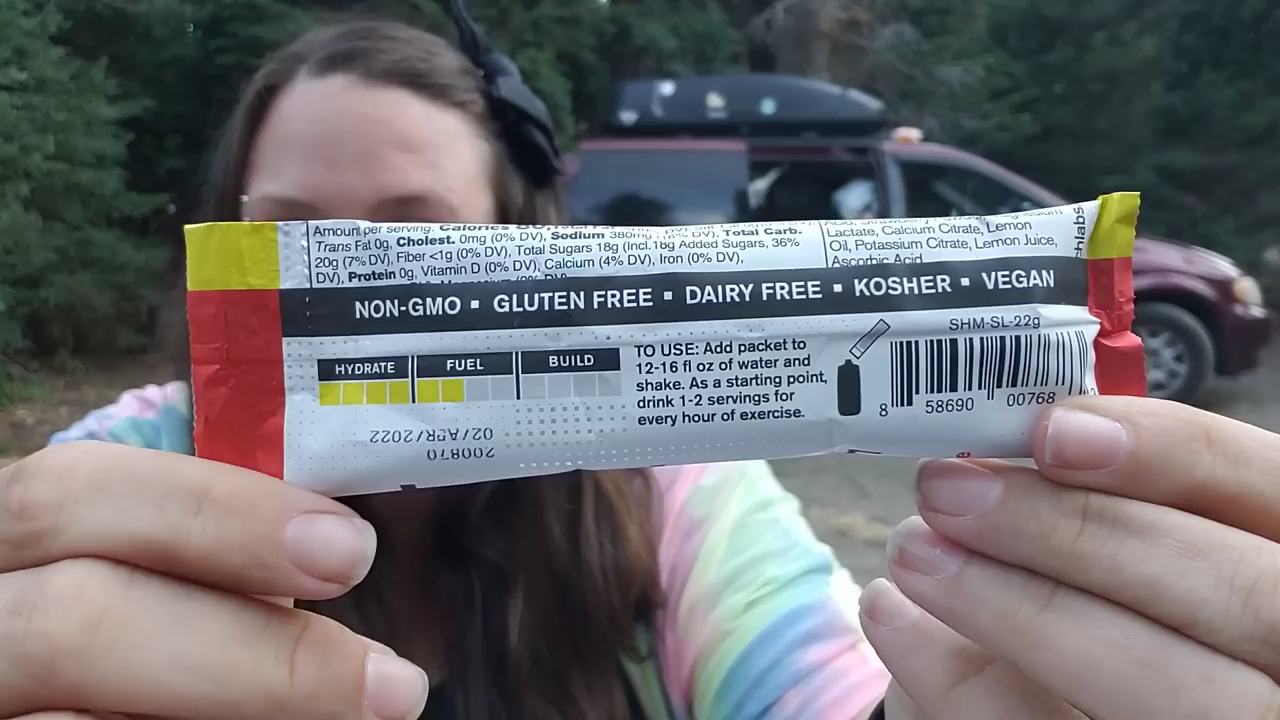 Amount per serving: Calories
Trans Fat 0g, Cholest. 0mg (0% DV), Sodium 380mg DV), Total Carb.
20g (7% DV), Fiber <1g (0% DV), Total Sugars 18g (Incl. 18g Added Sugars, 36%
DV), Protein 0g, Vitamin D (0% DV), Calcium (4% DV), Iron (0% DV),
Lactate, Calcium Citrate, Lemon
Oil, Potassium Citrate, Lemon Juice,
Ascorbic Acid
NON-GMO ▪ GLUTEN FREE ▪ DAIRY FREE ▪ KOSHER ▪ VEGAN
HYDRATE FUEL BUILD
TO USE: Add packet to
12-16 fl oz of water and
shake. As a starting point,
drink 1-2 servings for
every hour of exercise.
SHM-SL-22g
8 58690 00768
02/APR/2022
200870